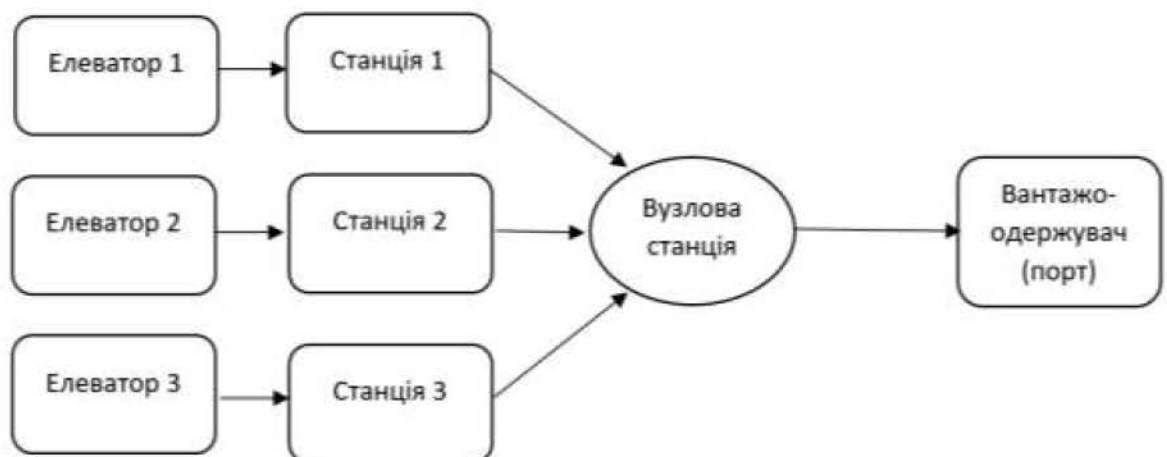 Елеватор 1
Станція 1
Елеватор 2
Станція 2
Вузлова
станція
Вантажо-
одержувач
(порт)
Елеватор 3
Станція 3